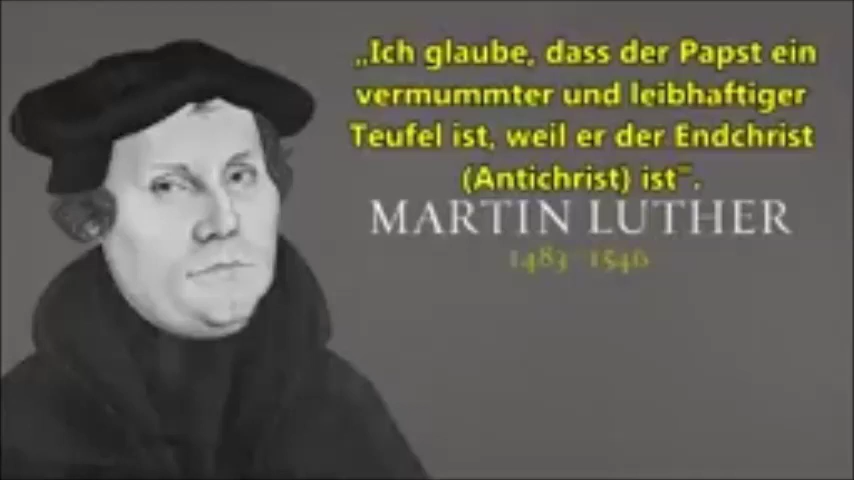 „Ich glaube, dass der Papst ein
vermummter und leibhaftiger
Teufel ist, weil er der Endchrist
(Antichrist) ist".
MARTIN LUTHER
1483 1546